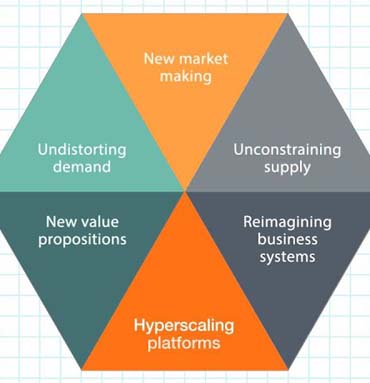 New market
making
Undistorting
demand
Unconstraining
supply
New value
propositions
Reimagining
business
systems
Hyperscaling
platforms